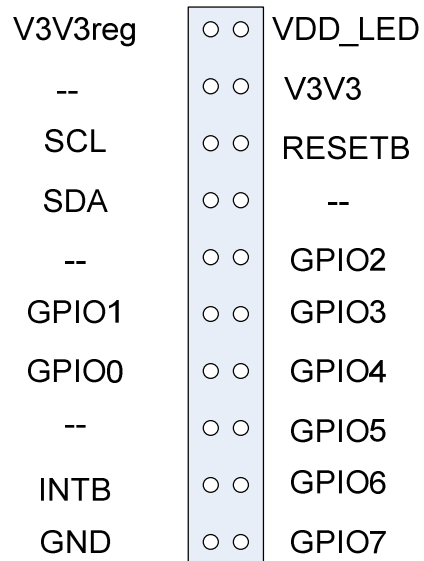 V3V3reg VDD_LED
-- V3V3
SCL RESETB
SDA --
-- GPIO2
GPIO1 GPIO3
GPIO0 GPIO4
-- GPIO5
INTB GPIO6
GND GPIO7